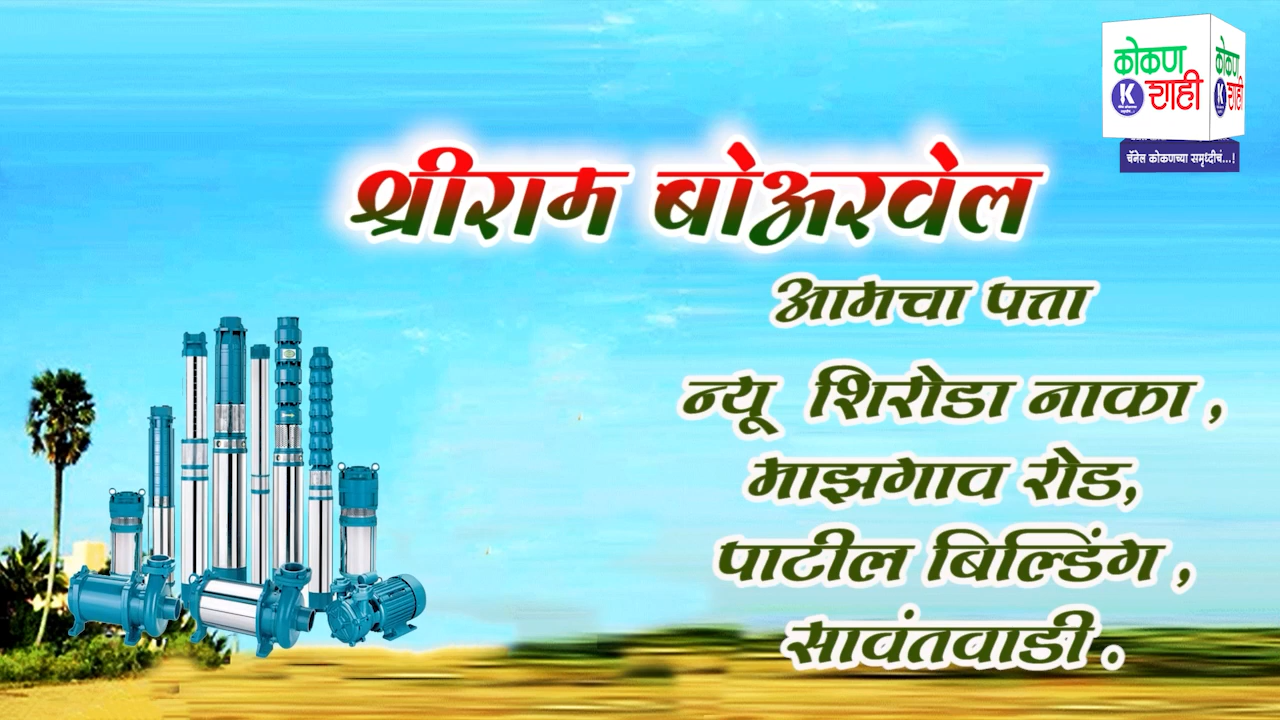 कोकण
K शाही
कोकण
K शाही
चॅनेल कोकणच्या समृध्दीचं...!
श्रीराम बोअरवेल
आमचा पत्ता
न्यू शिरोडा नाका ,
माझगाव रोड,
पाटील बिल्डिंग ,
सावंतवाडी .